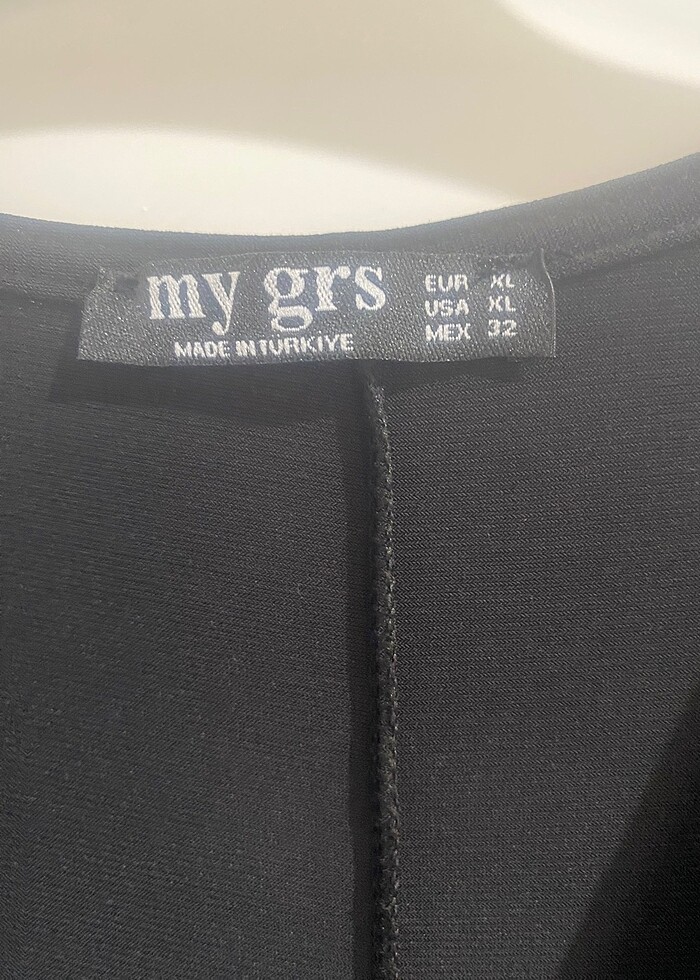 my grs
MADE IN TURKIYE
EUR XL
USA XL
MEX 32